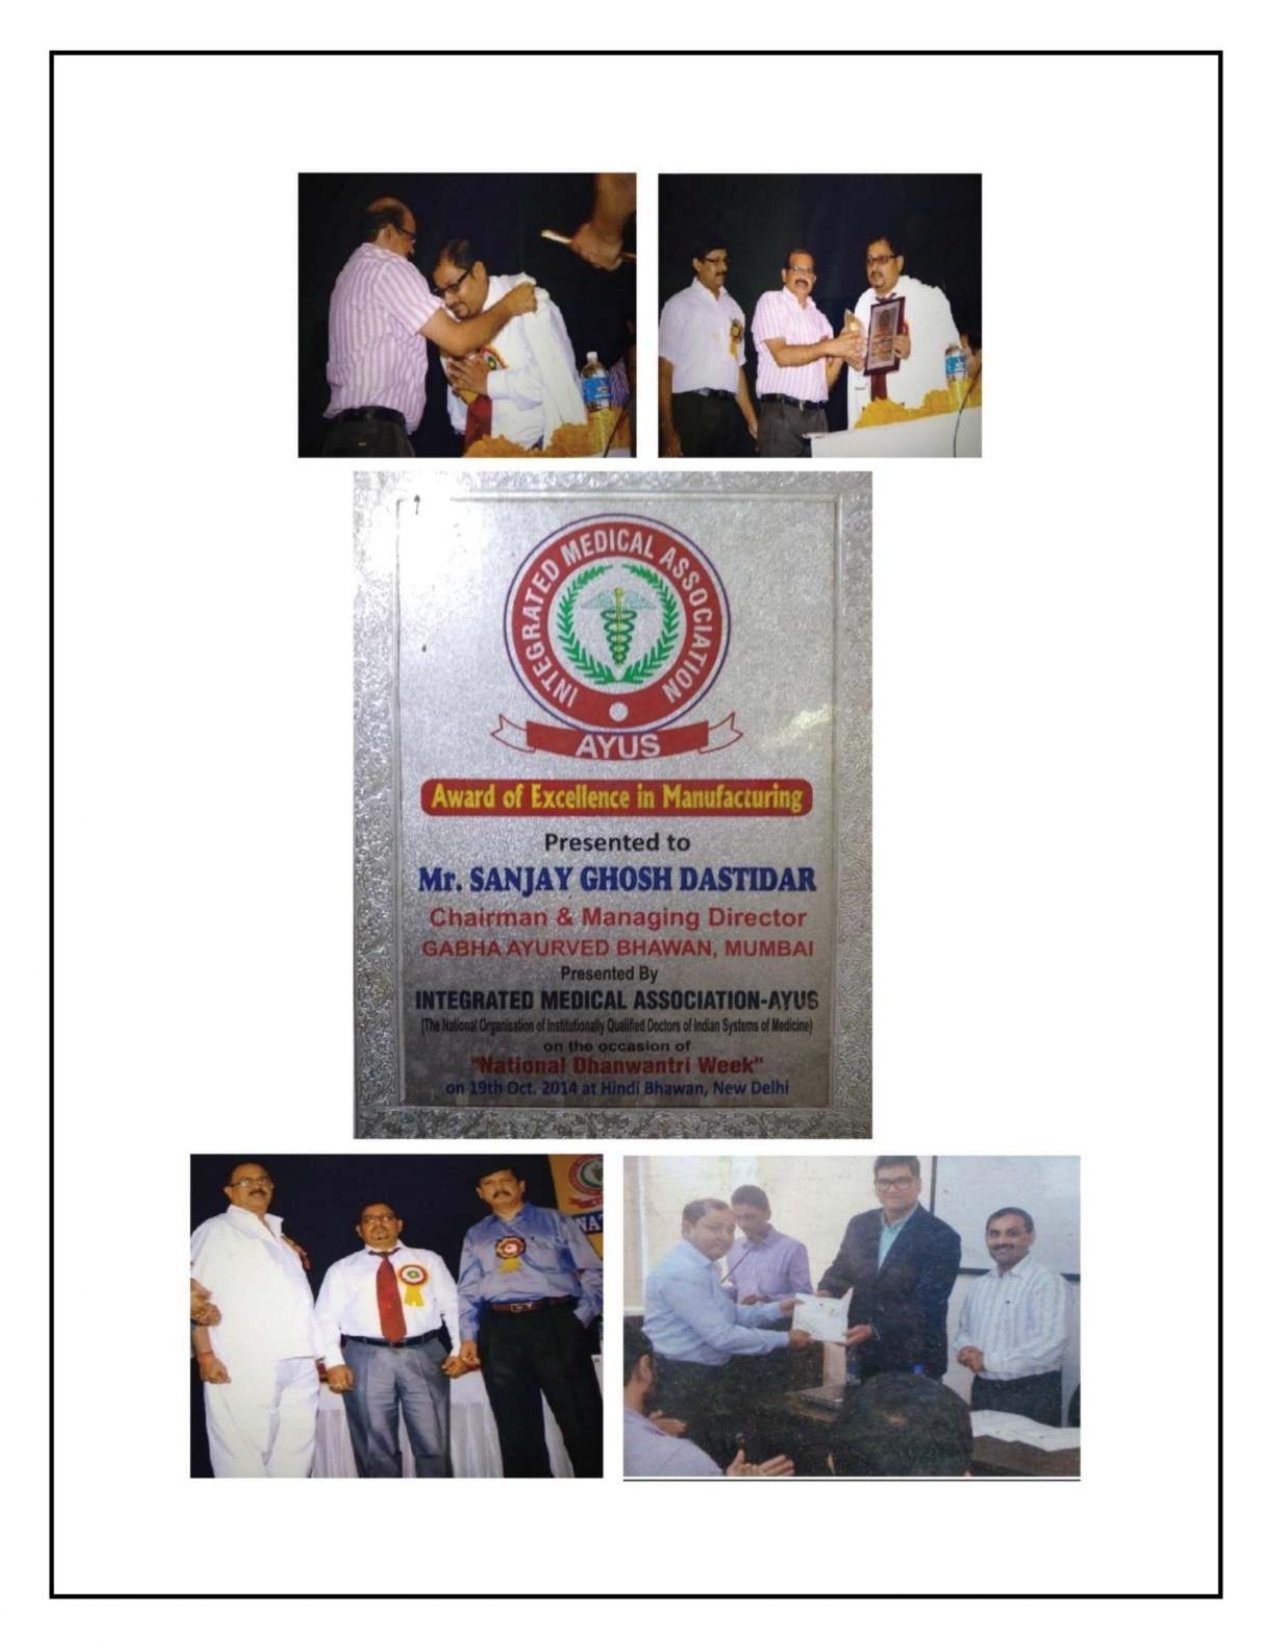 INTEGRATED MEDICAL ASSOCIATION
AYUS
Award of Excellence in Manufacturing
Presented to
Mr. SANJAY GHOSH DASTIDAR
Chairman & Managing Director
GABHA AYURVED BHAWAN, MUMBAI
Presented By
INTEGRATED MEDICAL ASSOCIATION-AYUS
(The National Organisation of Institutionally Qualified Doctors of Indian Systems of Medicine)
on the occasion of
"National Dhanwantri Week"
on 19th Oct. 2014 at Hindi Bhawan, New Delhi
NA